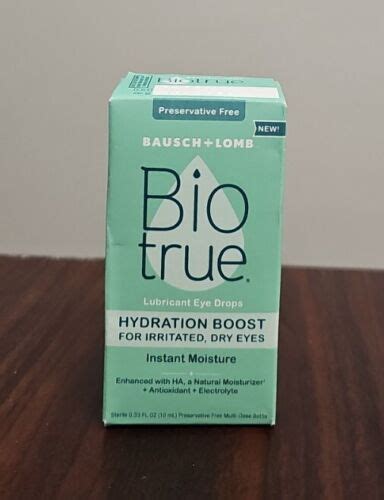 Biotrue
Preservative Free
NEW!
BAUSCH+LOMB
Bio
true®
Lubricant Eye Drops
HYDRATION BOOST
FOR IRRITATED, DRY EYES
Instant Moisture
Enhanced with HA, a Natural Moisturizer
+ Antioxidant + Electrolyte
Sterile 0.33 FL OZ (10 mL) Preservative Free Multi-Dose Bottle